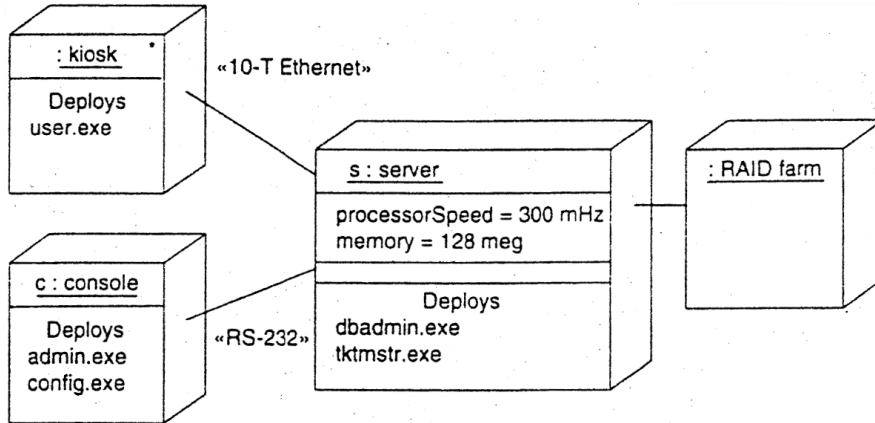 : kiosk *
Deploys
user.exe
«10-T Ethernet»
c : console
Deploys
admin.exe
config.exe
«RS-232»
s : server
processorSpeed = 300 mHz
memory = 128 meg
Deploys
dbadmin.exe
tktmstr.exe
: RAID farm